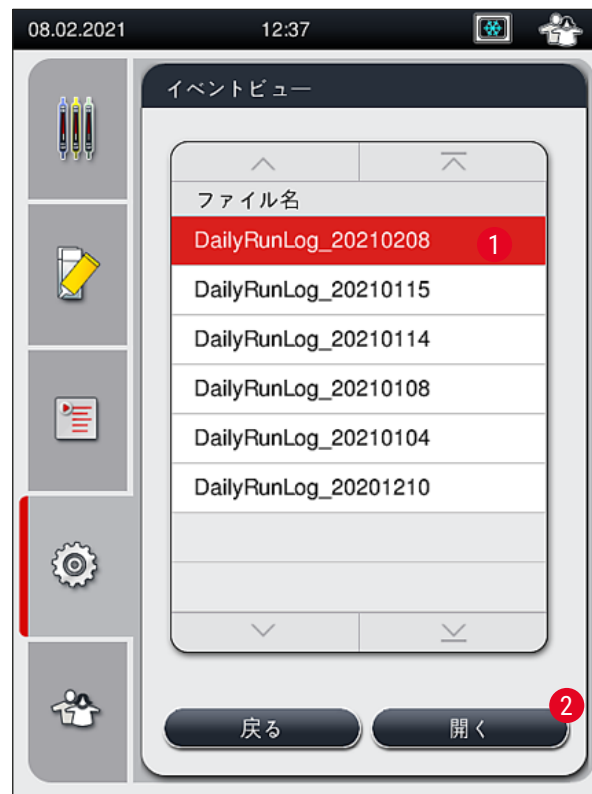 08.02.2021 12:37
イベントビュー
ファイル名
DailyRunLog_20210208 1
DailyRunLog_20210115
DailyRunLog_20210114
DailyRunLog_20210108
DailyRunLog_20210104
DailyRunLog_20201210
戻る 開く 2